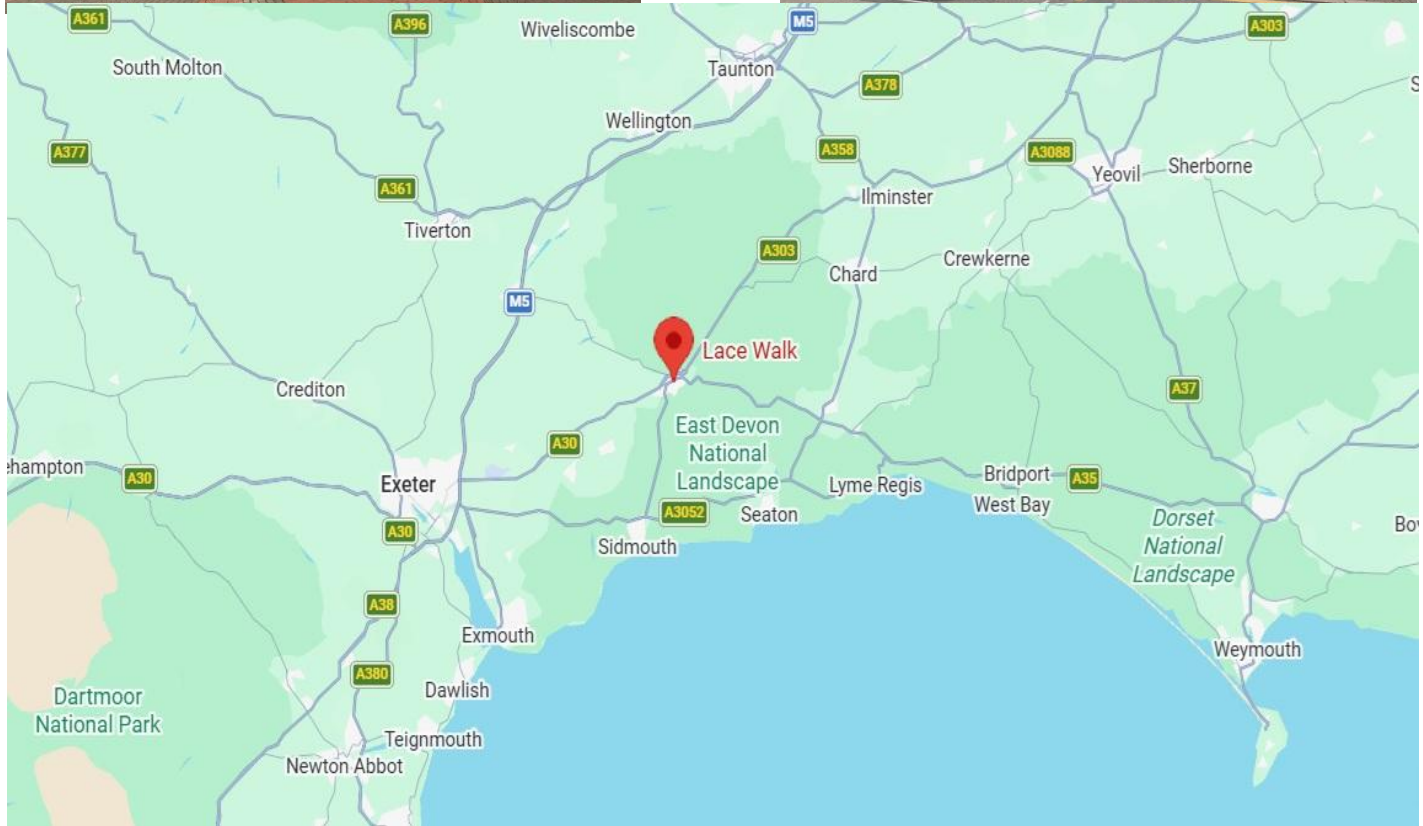 A361
A396
Wiveliscombe
M5
A303
South Molton
Taunton
A378
S
Wellington
A377
A358
A3088
Yeovil
Sherborne
A361
Ilminster
Tiverton
A303
Crewkerne
Chard
M5
Lace Walk
Crediton
A37
East Devon
National
Landscape
A30
ehampton
A30
Exeter
Lyme Regis
Bridport
A35
West Bay
A3052
Seaton
Dorset
National
Landscape
Bov
A30
Sidmouth
A38
Exmouth
Weymouth
A380
Dawlish
Dartmoor
National Park
Teignmouth
Newton Abbot